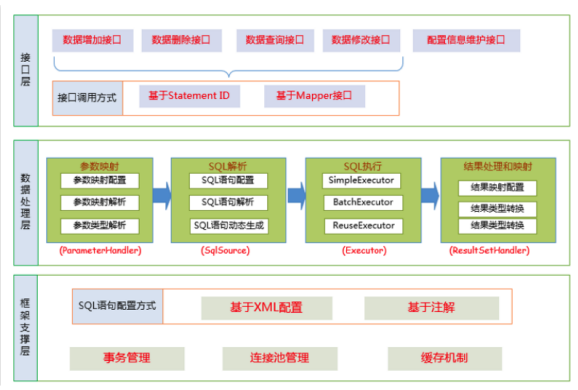 接口层
数据增加接口 数据删除接口 数据查询接口 数据修改接口 配置信息维护接口
接口调用方式 基于Statement ID 基于Mapper接口
数据处理层
参数映射 SQL解析 SQL执行 结果处理和映射
参数映射配置 SQL语句配置 SimpleExecutor 结果映射配置
参数映射解析 SQL语句解析 BatchExecutor 结果类型转换
参数类型解析 SQL语句动态生成 ReuseExecutor 结果类型转换
(ParameterHandler) (SqlSource) (Executor) (ResultSetHandler)
框架支撑层
SQL语句配置方式 基于XML配置 基于注解
事务管理 连接池管理 缓存机制